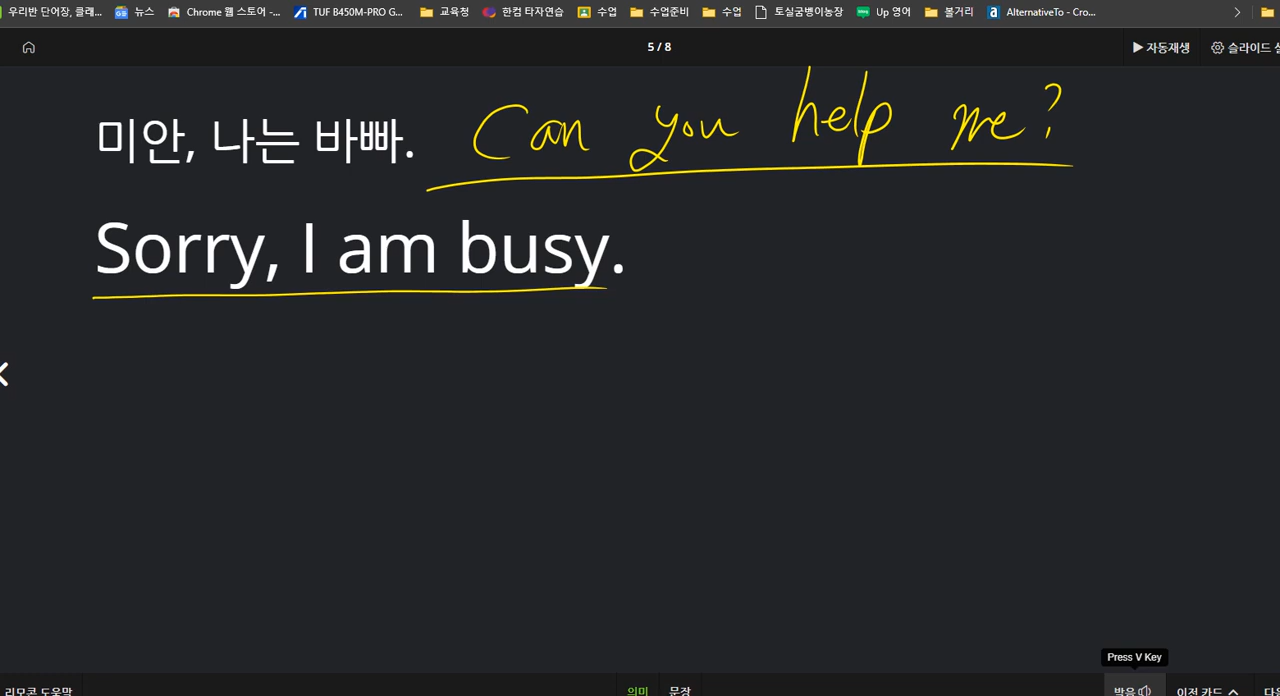 우리반 단어장, 클래... 뉴스 Chrome 웹 스토어 -... TUF B450M-PRO G... 교육청 한컴 타자연습 수업 수업준비 수업 토실굼벵이농장 Up 영어 볼거리 AlternativeTo - Cro...
5 / 8 자동재생 슬라이드
미안, 나는 바빠. Can you help me?
Sorry, I am busy.
Press V Key
리모콘 도움말 의미 문장 발음 이전 카드